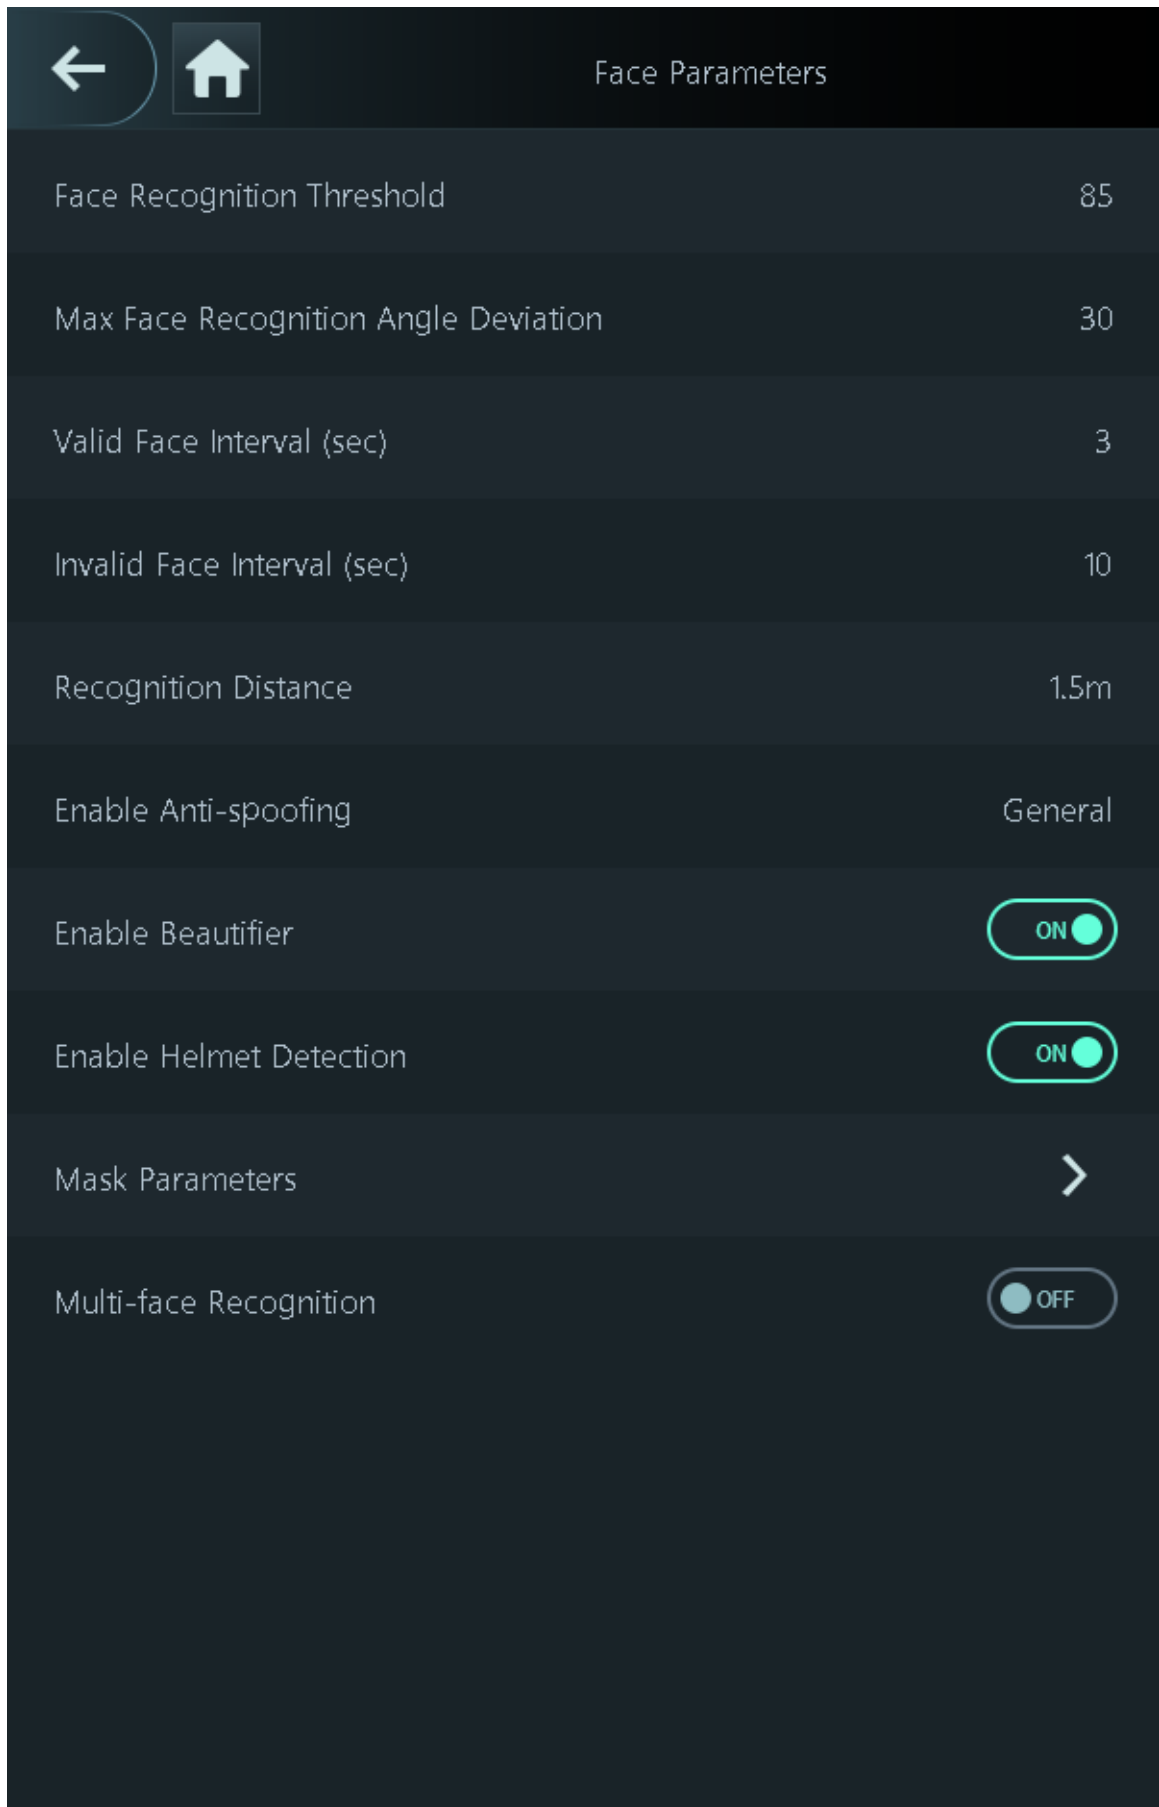 Face Parameters
Face Recognition Threshold 85
Max Face Recognition Angle Deviation 30
Valid Face Interval (sec) 3
Invalid Face Interval (sec) 10
Recognition Distance 1.5m
Enable Anti-spoofing General
Enable Beautifier ON
Enable Helmet Detection ON
Mask Parameters
Multi-face Recognition OFF